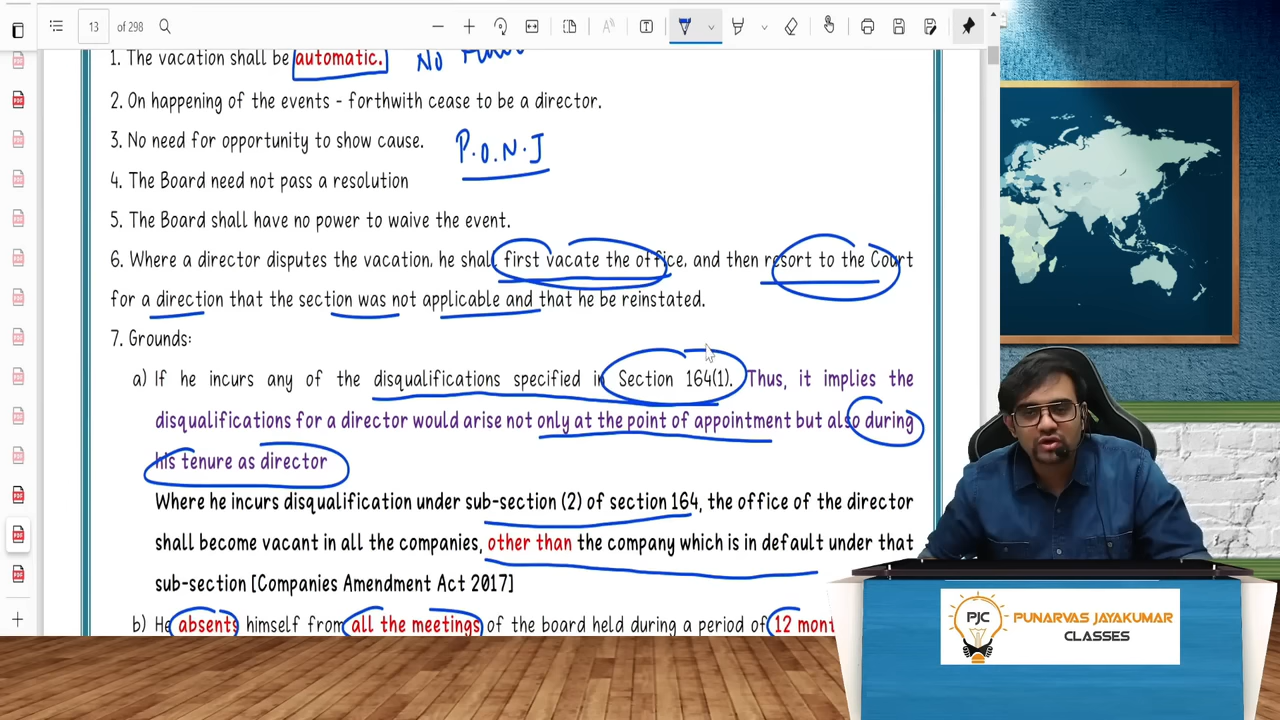 13 of 298
1. The vacation shall be automatic. No
2. On happening of the events - forthwith cease to be a director.
3. No need for opportunity to show cause. P.O.N.J
4. The Board need not pass a resolution
5. The Board shall have no power to waive the event.
6. Where a director disputes the vacation, he shall first vacate the office, and then resort to the Court
for a direction that the section was not applicable and that he be reinstated.
7. Grounds:
a) If he incurs any of the disqualifications specified in Section 164(1). Thus, it implies the
disqualifications for a director would arise not only at the point of appointment but also during
his tenure as director
Where he incurs disqualification under sub-section (2) of section 164, the office of the director
shall become vacant in all the companies, other than the company which is in default under that
sub-section [Companies Amendment Act 2017]
b) He absents himself from all the meetings of the board held during a period of 12
PJC
PUNARVAS JAYAKUMAR
CLASSES